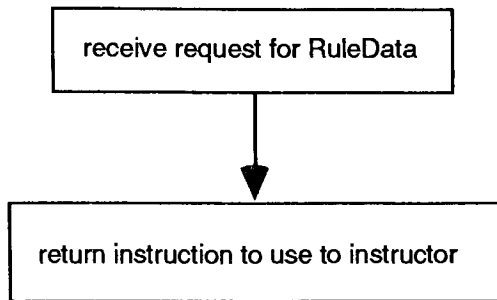 receive request for RuleData
return instruction to use to instructor